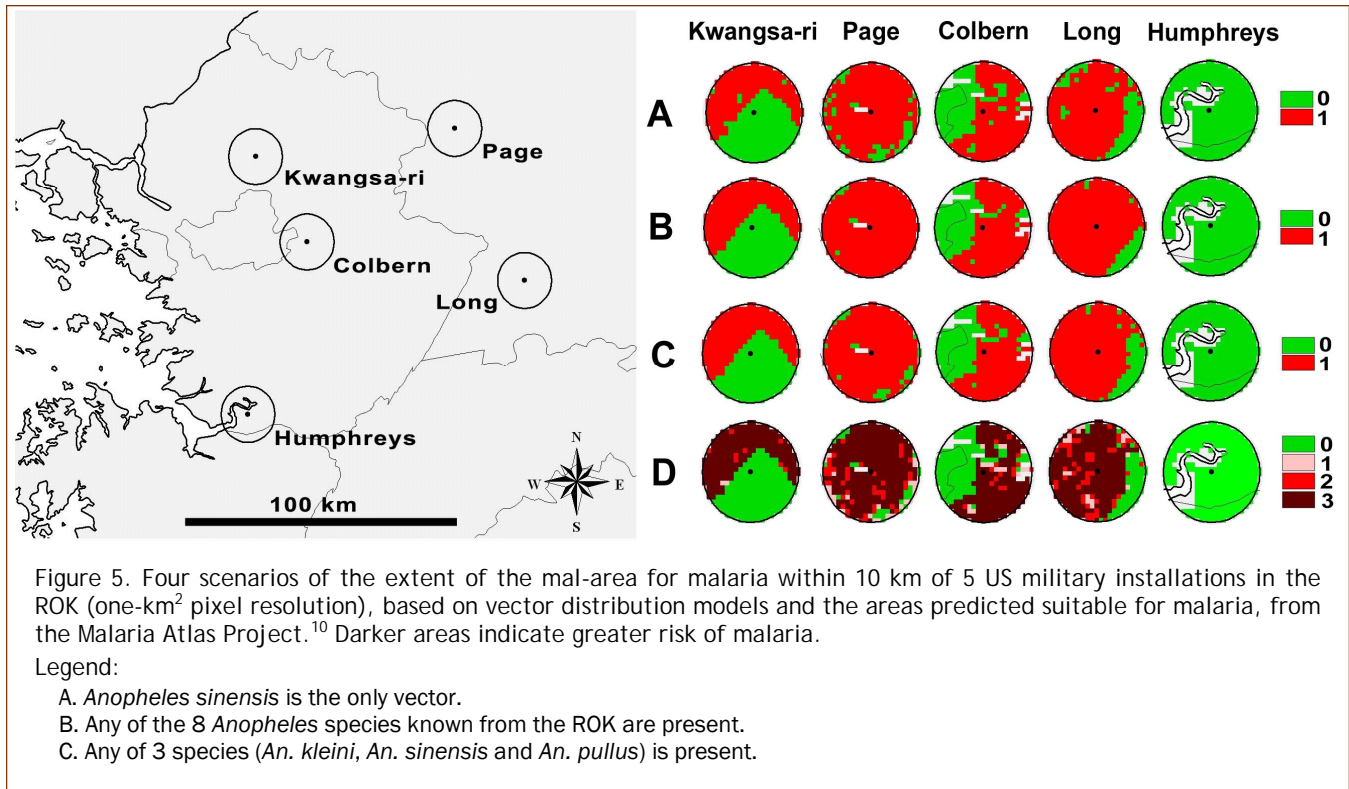 Kwangsa-ri Page Colbern Long Humphreys
Page
Kwangsa-ri
Colbern
Long
Humphreys
N
W E
S
100 km
A
0
1
B
0
1
C
0
1
D
0
1
2
3
Figure 5. Four scenarios of the extent of the mal-area for malaria within 10 km of 5 US military installations in the
ROK (one-km² pixel resolution), based on vector distribution models and the areas predicted suitable for malaria, from
the Malaria Atlas Project.¹⁰ Darker areas indicate greater risk of malaria.
Legend:
A. Anopheles sinensis is the only vector.
B. Any of the 8 Anopheles species known from the ROK are present.
C. Any of 3 species (An. kleini, An. sinensis and An. pullus) is present.